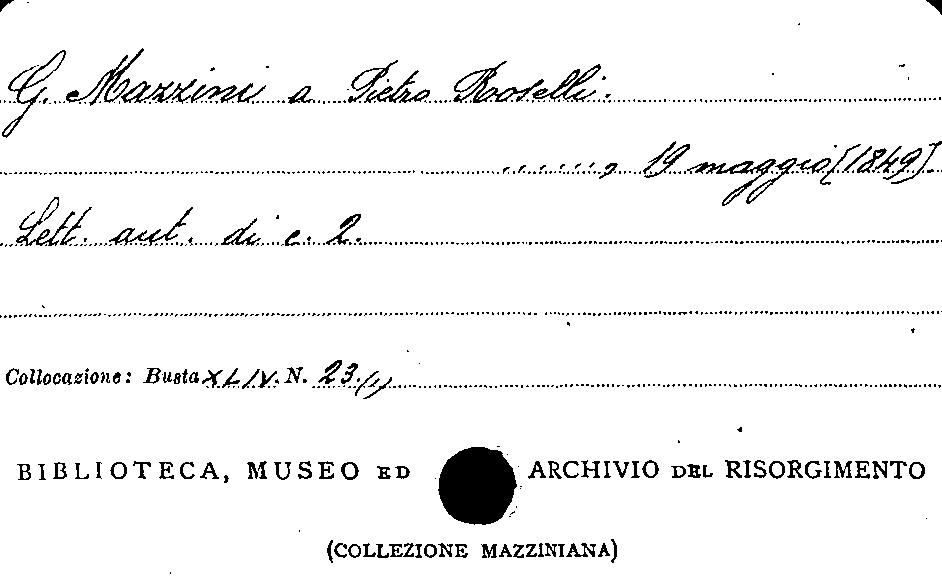 G. Mazzini a Pietro Roselli.
......, 19 maggio [1849].
Lett. aut. di c. 2.
Collocazione: Busta XLIV. N. 23.(1)
BIBLIOTECA, MUSEO ED ARCHIVIO DEL RISORGIMENTO
(COLLEZIONE MAZZINIANA)